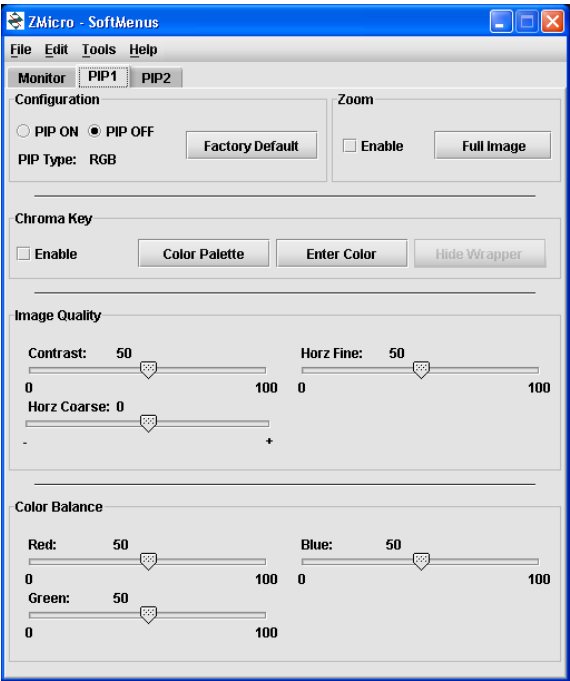 ZMicro - SoftMenus
File Edit Tools Help
Monitor PIP1 PIP2
Configuration
PIP ON PIP OFF
PIP Type: RGB
Factory Default
Zoom
Enable
Full Image
Chroma Key
Enable
Color Palette
Enter Color
Hide Wrapper
Image Quality
Contrast: 50
0 100
Horz Fine: 50
0 100
Horz Coarse: 0
- +
Color Balance
Red: 50
0 100
Blue: 50
0 100
Green: 50
0 100